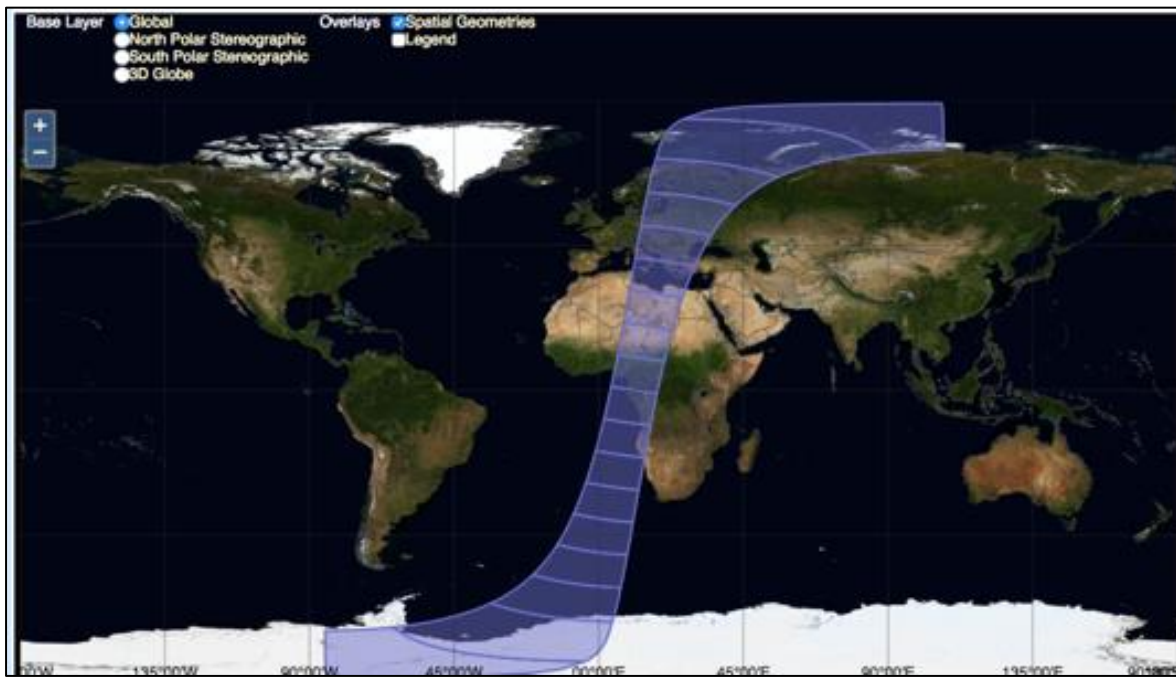 Base Layer Global Overlays Spatial Geometries
North Polar Stereographic Legend
South Polar Stereographic
3D Globe
+
−
135°00'W 90°00'W 45°00'W 00°00'E 45°00'E 90°00'E 135°00'E